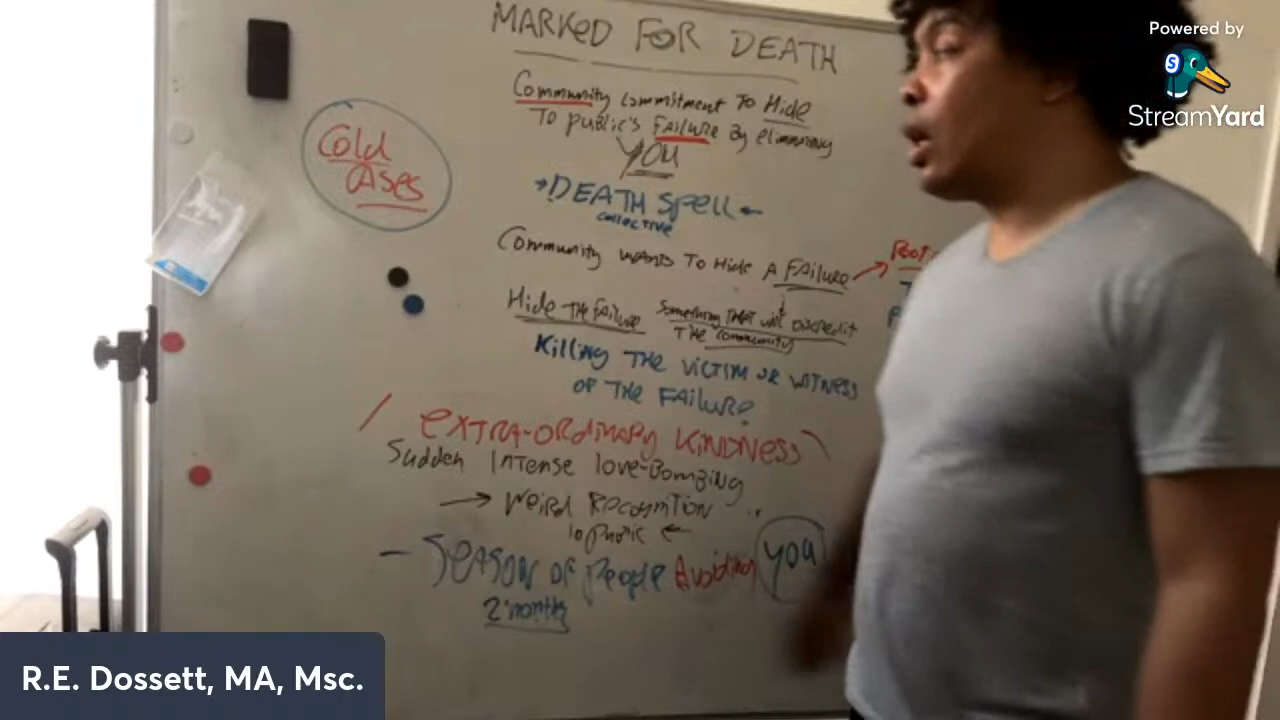 MARKED FOR DEATH
Powered by
StreamYard
Community commitment To Hide
To public's Failure By eliminating
YOU
Cold
CASES
DEATH Spell
collective
Community wants To Hide A Failure
Hide The Failure
Something THAT will Discredit
The community
Killing THE VICTIM OR WITNESS
OF THE FAILURE
EXTRA-ORDINARY KINDNESS
Sudden Intense love-Bombing
Weird Recognition
SEASON OF People Avoiding YOU
2 months
R.E. Dossett, MA, Msc.